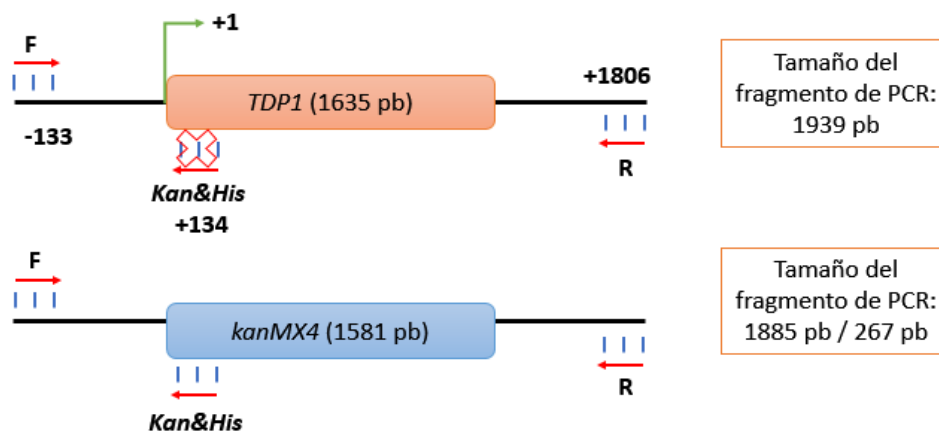 +1
F
+1806
TDP1 (1635 pb)
-133
Kan&His
+134
R
Tamaño del
fragmento de PCR:
1939 pb
F
kanMX4 (1581 pb)
Kan&His
R
Tamaño del
fragmento de PCR:
1885 pb / 267 pb